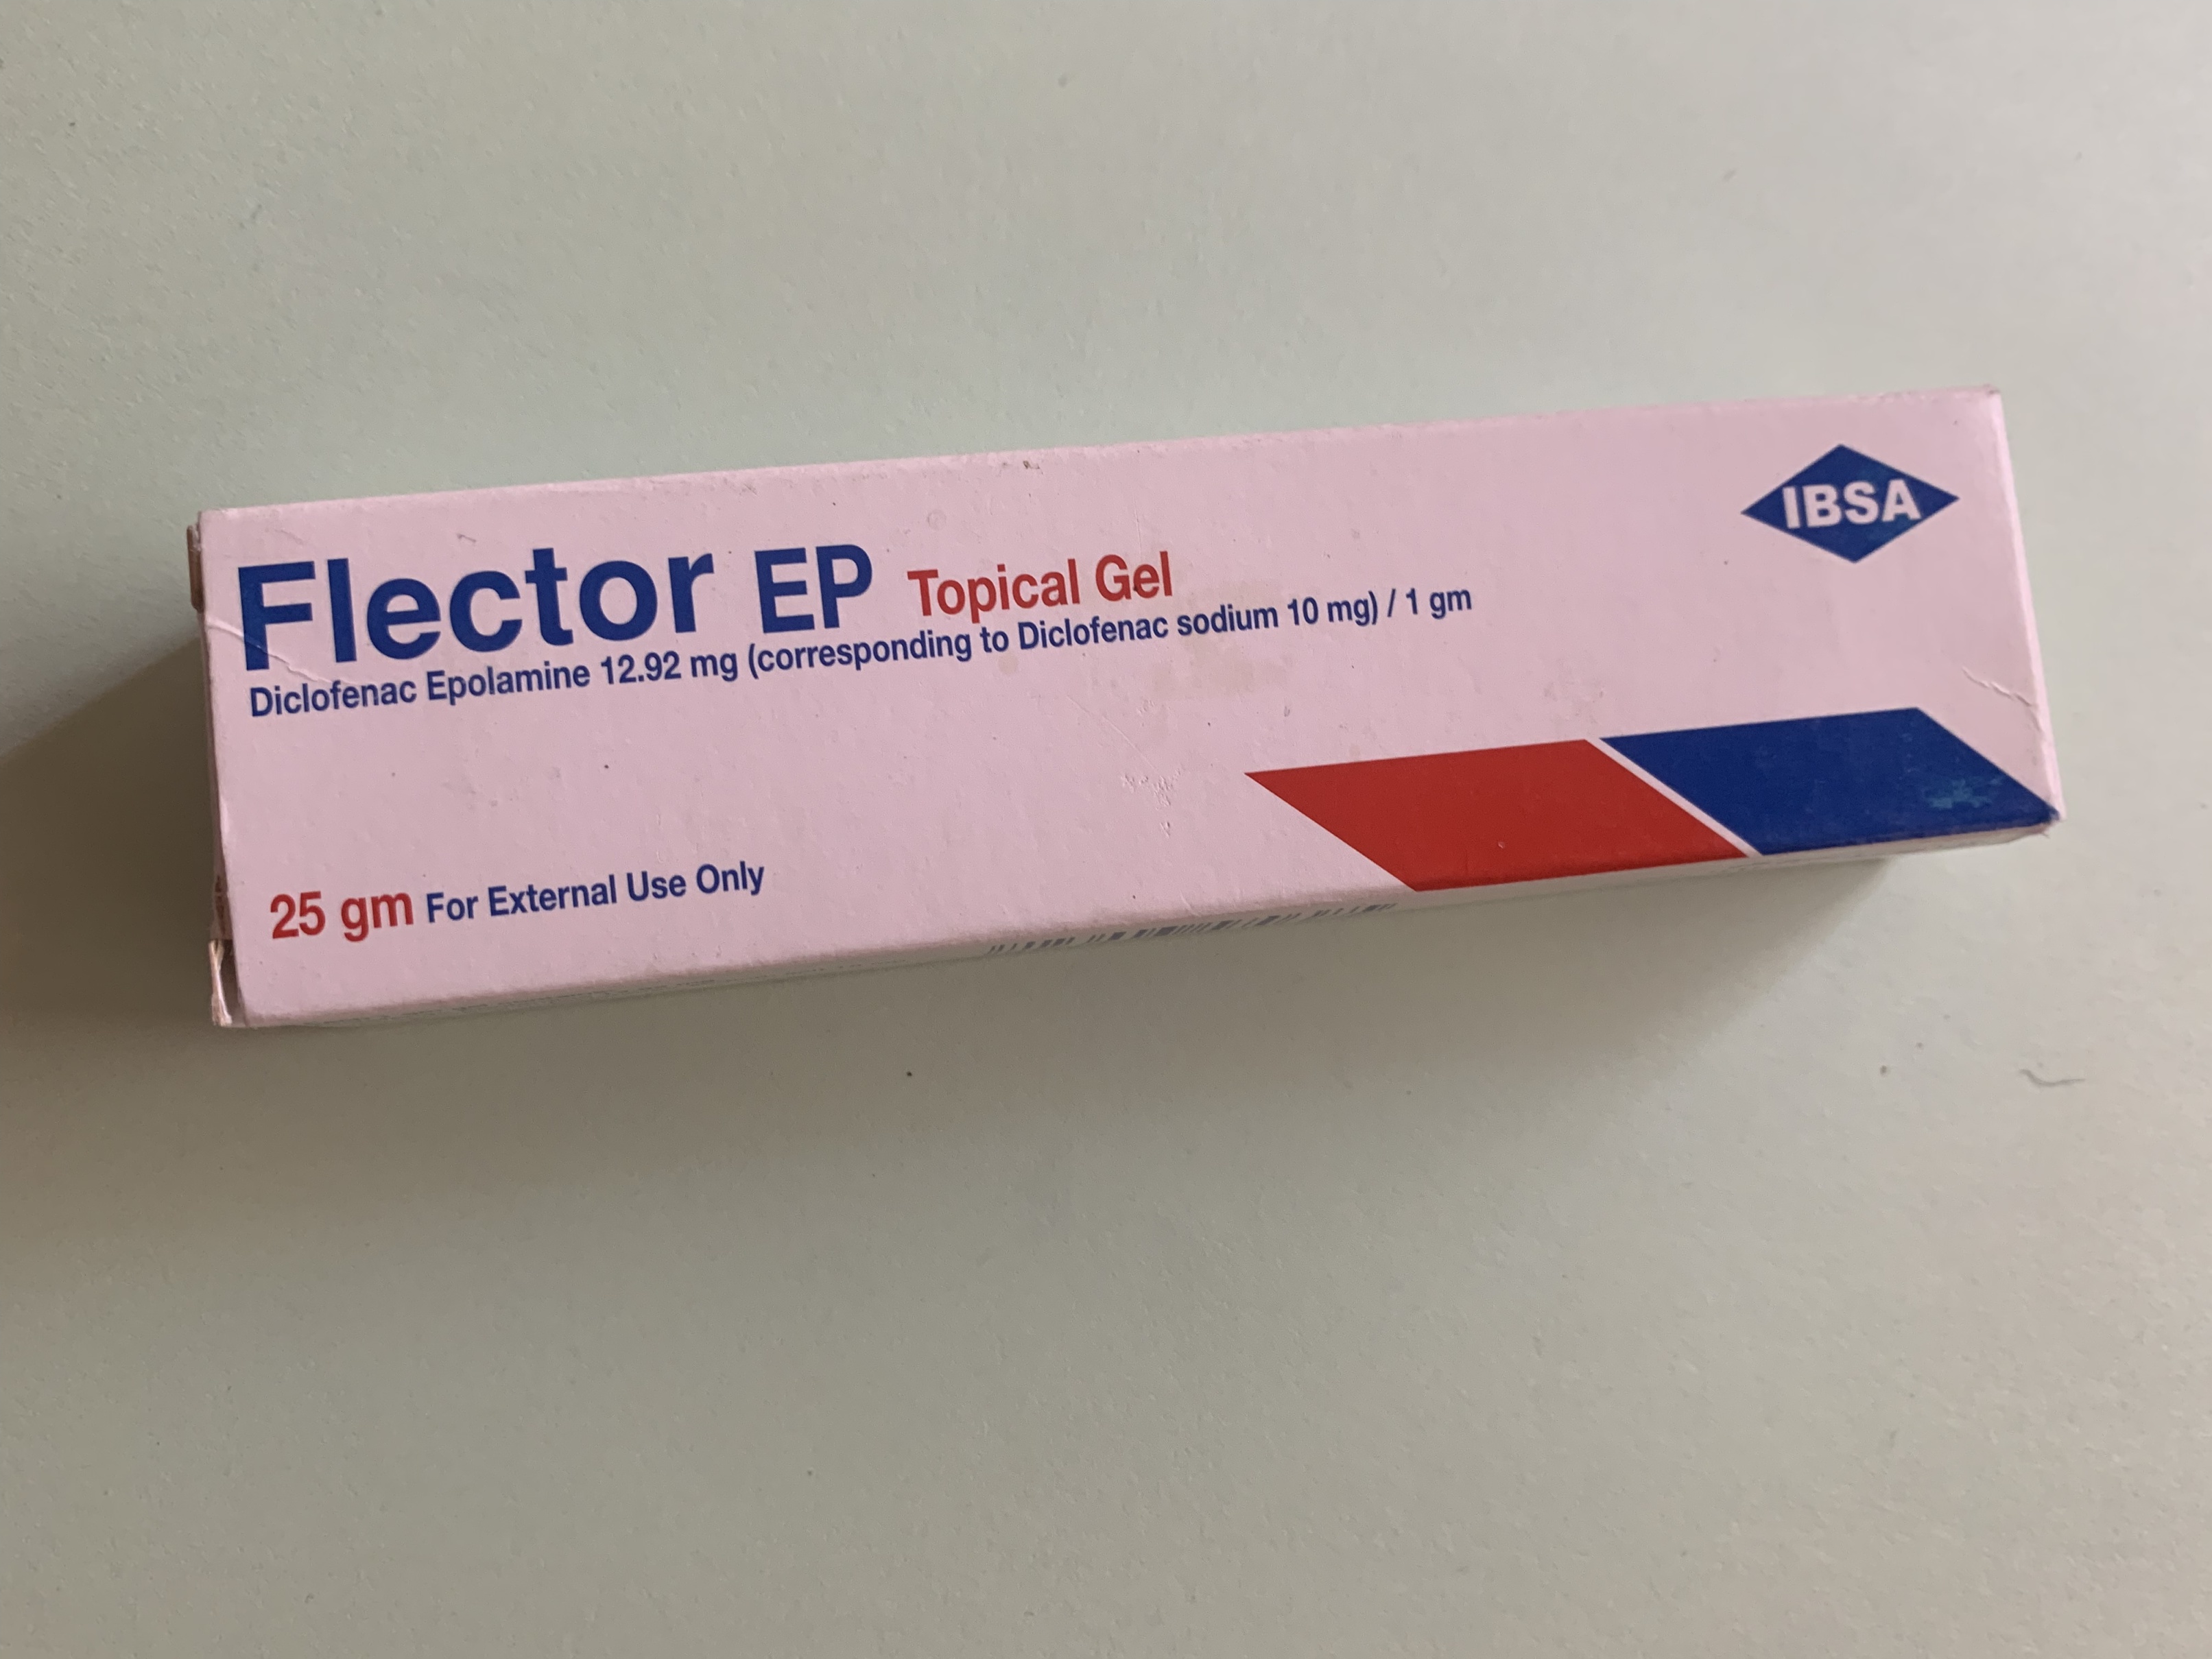 IBSA
Flector EP Topical Gel
Diclofenac Epolamine 12.92 mg (corresponding to Diclofenac sodium 10 mg) / 1 gm
25 gm For External Use Only